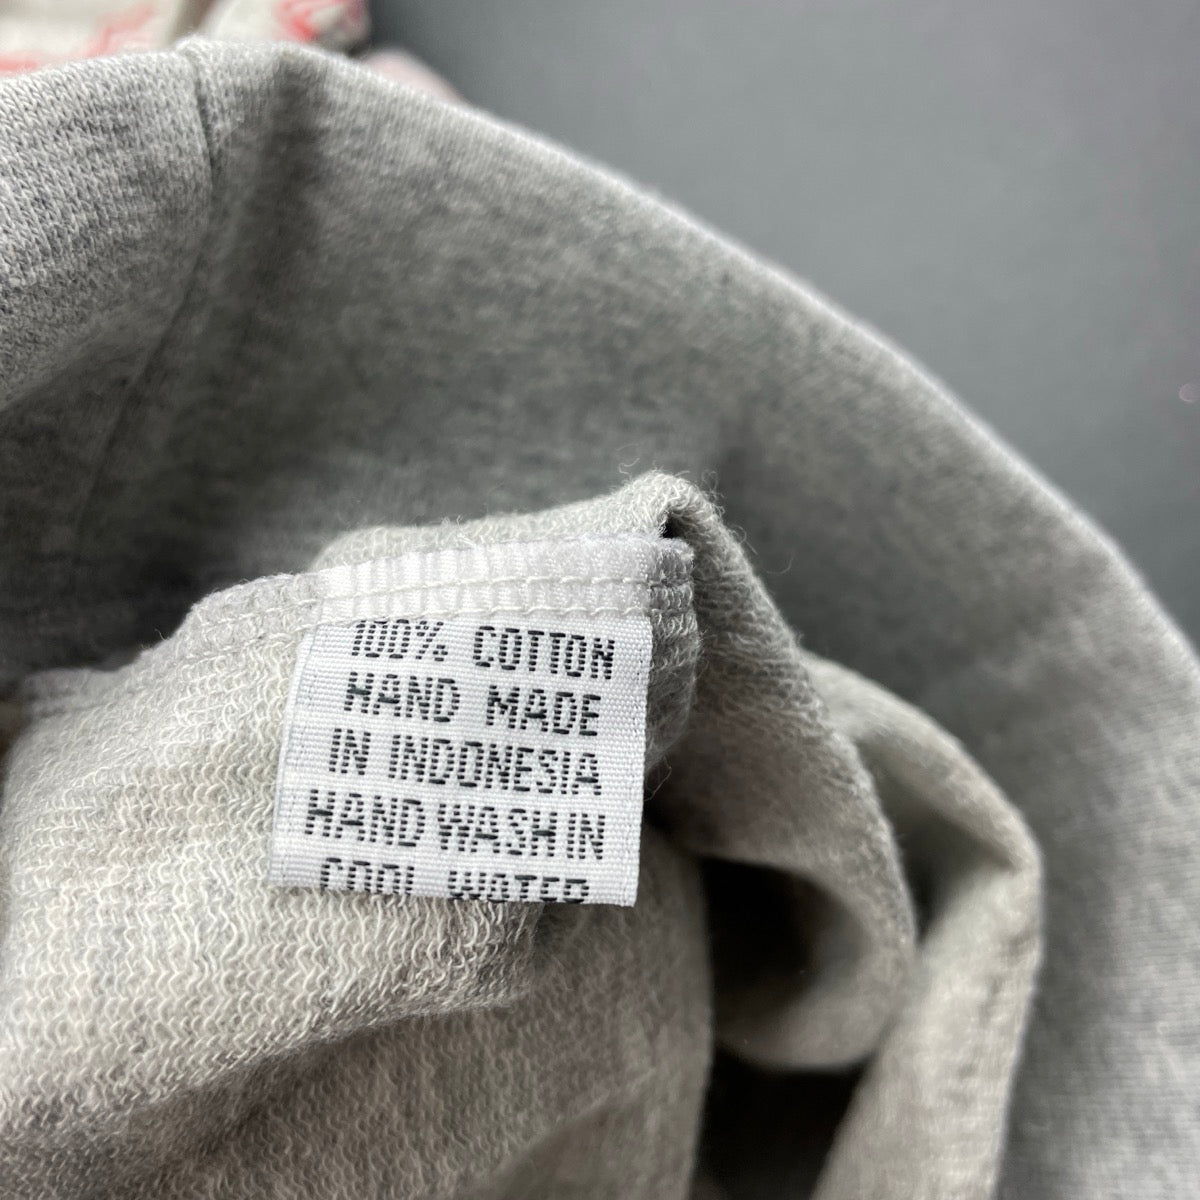 100% COTTON
HAND MADE
IN INDONESIA
HAND WASH IN
COOL WATER